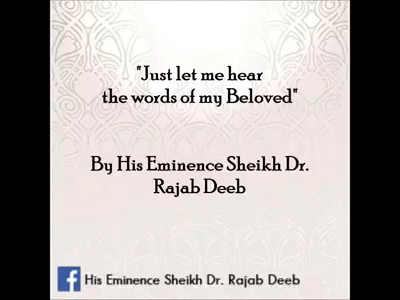 "Just let me hear
the words of my Beloved"
By His Eminence Sheikh Dr.
Rajab Deeb
f His Eminence Sheikh Dr. Rajab Deeb